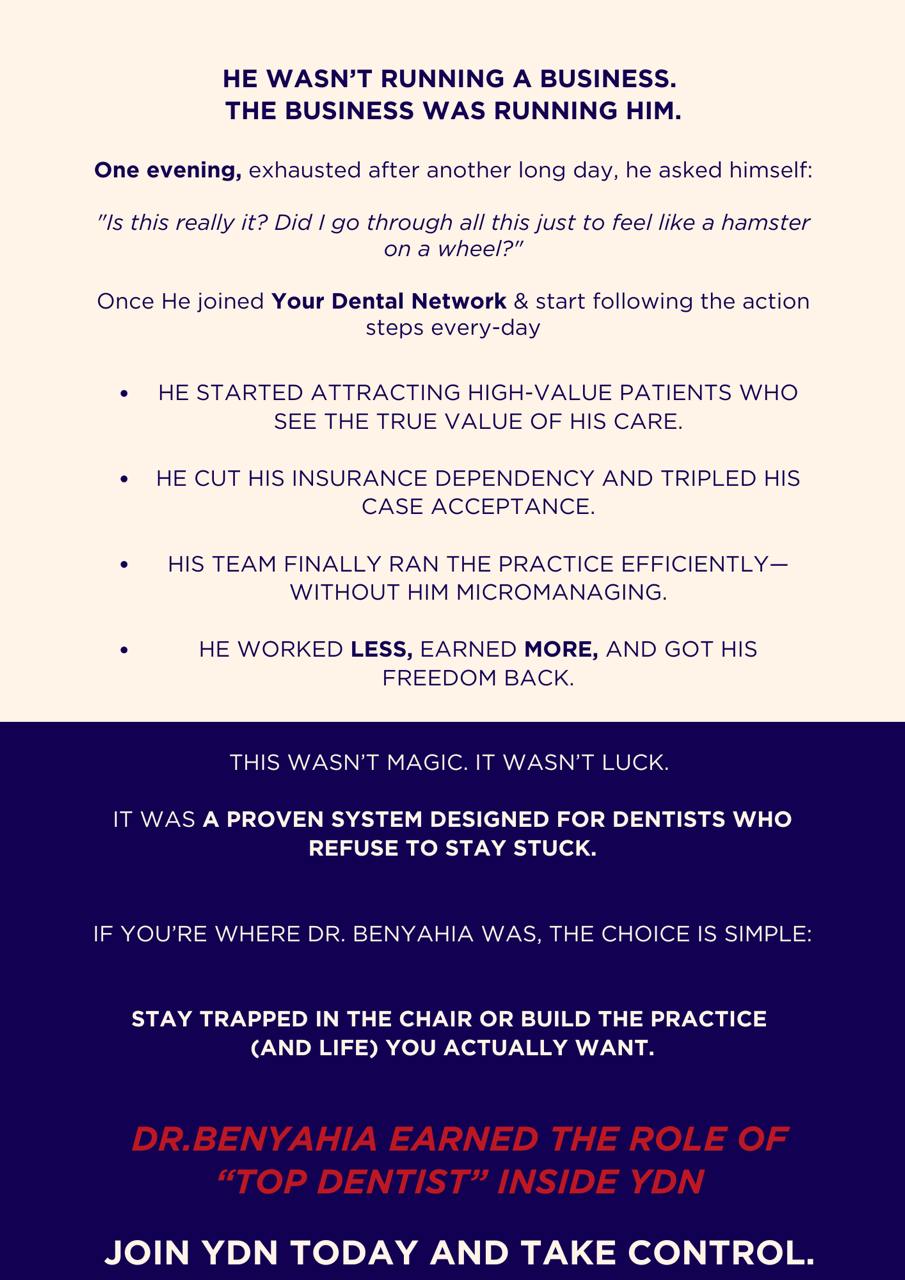 HE WASN’T RUNNING A BUSINESS.
THE BUSINESS WAS RUNNING HIM.
One evening, exhausted after another long day, he asked himself:
"Is this really it? Did I go through all this just to feel like a hamster
on a wheel?"
Once He joined Your Dental Network & start following the action
steps every-day
• HE STARTED ATTRACTING HIGH-VALUE PATIENTS WHO
SEE THE TRUE VALUE OF HIS CARE.
• HE CUT HIS INSURANCE DEPENDENCY AND TRIPLED HIS
CASE ACCEPTANCE.
• HIS TEAM FINALLY RAN THE PRACTICE EFFICIENTLY—
WITHOUT HIM MICROMANAGING.
• HE WORKED LESS, EARNED MORE, AND GOT HIS
FREEDOM BACK.
THIS WASN’T MAGIC. IT WASN’T LUCK.
IT WAS A PROVEN SYSTEM DESIGNED FOR DENTISTS WHO
REFUSE TO STAY STUCK.
IF YOU’RE WHERE DR. BENYAHIA WAS, THE CHOICE IS SIMPLE:
STAY TRAPPED IN THE CHAIR OR BUILD THE PRACTICE
(AND LIFE) YOU ACTUALLY WANT.
DR.BENYAHIA EARNED THE ROLE OF
“TOP DENTIST” INSIDE YDN
JOIN YDN TODAY AND TAKE CONTROL.